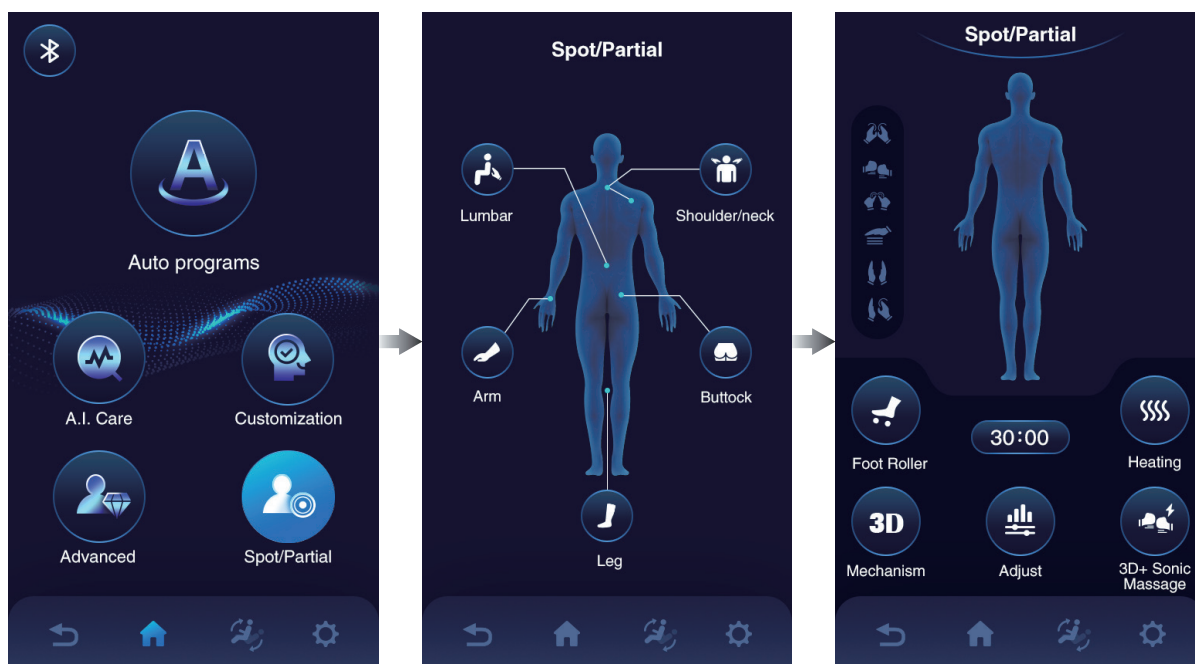 A
Auto programs
A.I. Care
Customization
Advanced
Spot/Partial
Spot/Partial
Lumbar
Shoulder/neck
Arm
Buttock
Leg
Spot/Partial
Foot Roller
30:00
Heating
3D
Mechanism
Adjust
3D+ Sonic
Massage